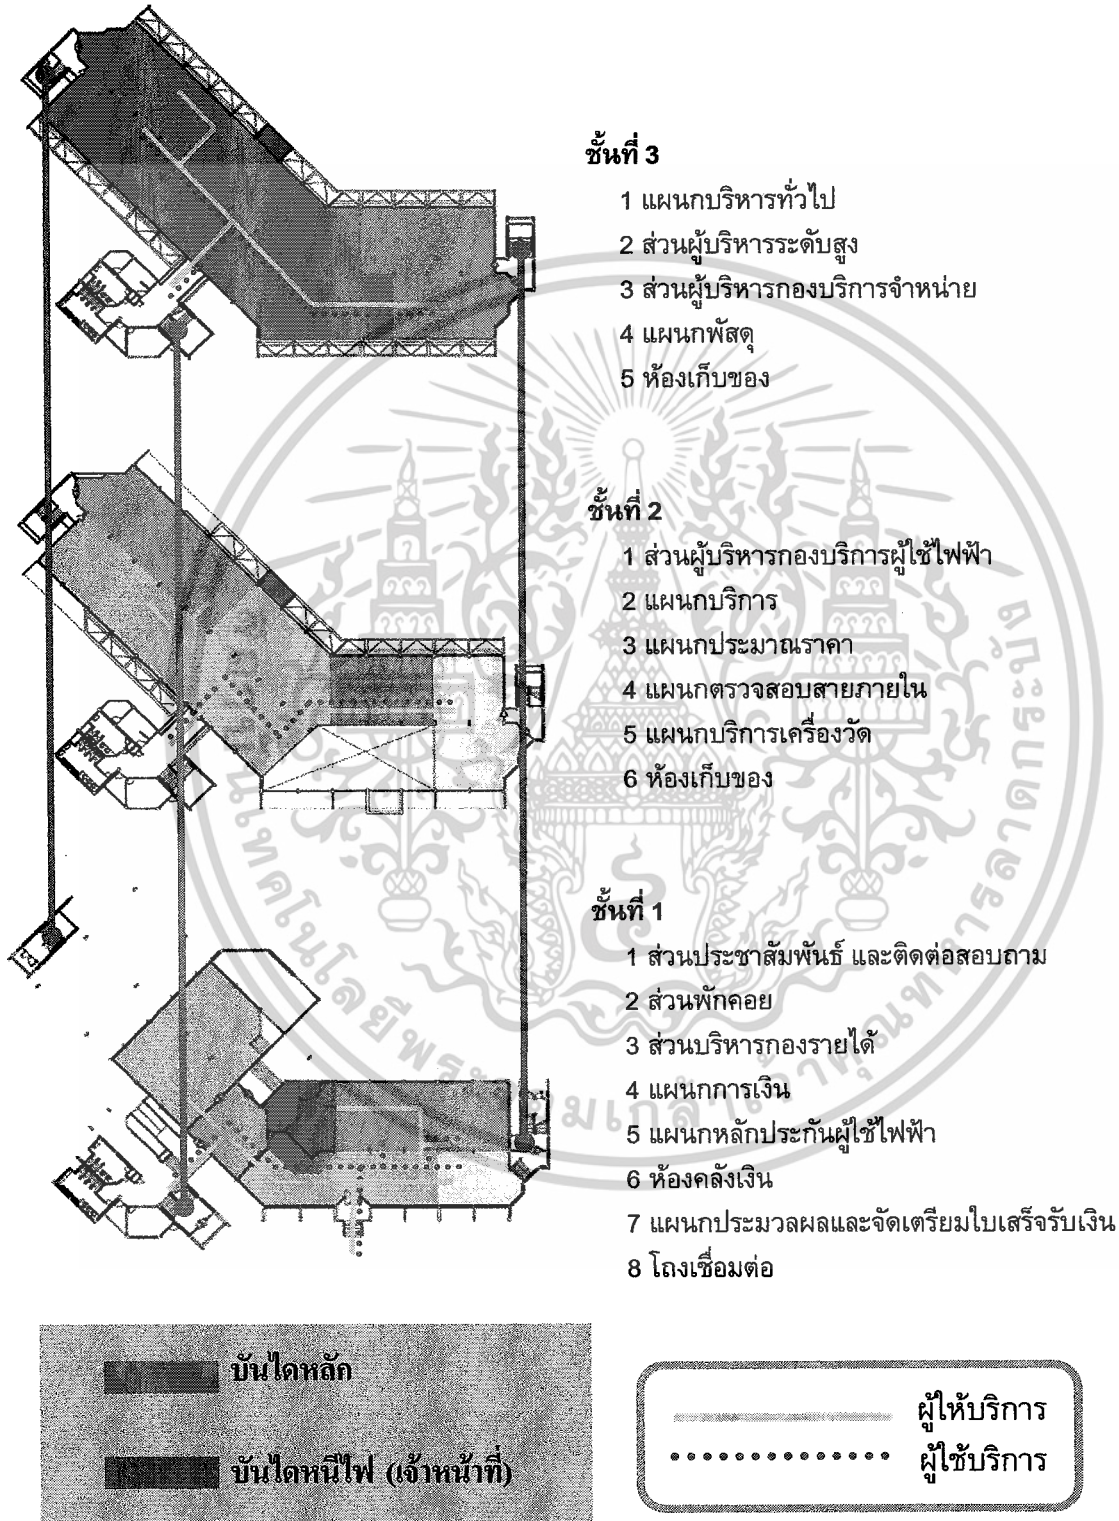 ชั้นที่ 3
1 แผนกบริหารทั่วไป
2 ส่วนผู้บริหารระดับสูง
3 ส่วนผู้บริหารกองบริการจำหน่าย
4 แผนกพัสดุ
5 ห้องเก็บของ
ชั้นที่ 2
1 ส่วนผู้บริหารกองบริการผู้ใช้ไฟฟ้า
2 แผนกบริการ
3 แผนกประมาณราคา
4 แผนกตรวจสอบสายภายใน
5 แผนกบริการเครื่องวัด
6 ห้องเก็บของ
ชั้นที่ 1
1 ส่วนประชาสัมพันธ์ และติดต่อสอบถาม
2 ส่วนพักคอย
3 ส่วนบริหารกองรายได้
4 แผนกการเงิน
5 แผนกหลักประกันผู้ใช้ไฟฟ้า
6 ห้องคลังเงิน
7 แผนกประมวลผลและจัดเตรียมใบเสร็จรับเงิน
8 โถงเชื่อมต่อ
บันไดหลัก
บันไดหนีไฟ (เจ้าหน้าที่)
ผู้ให้บริการ
ผู้ใช้บริการ